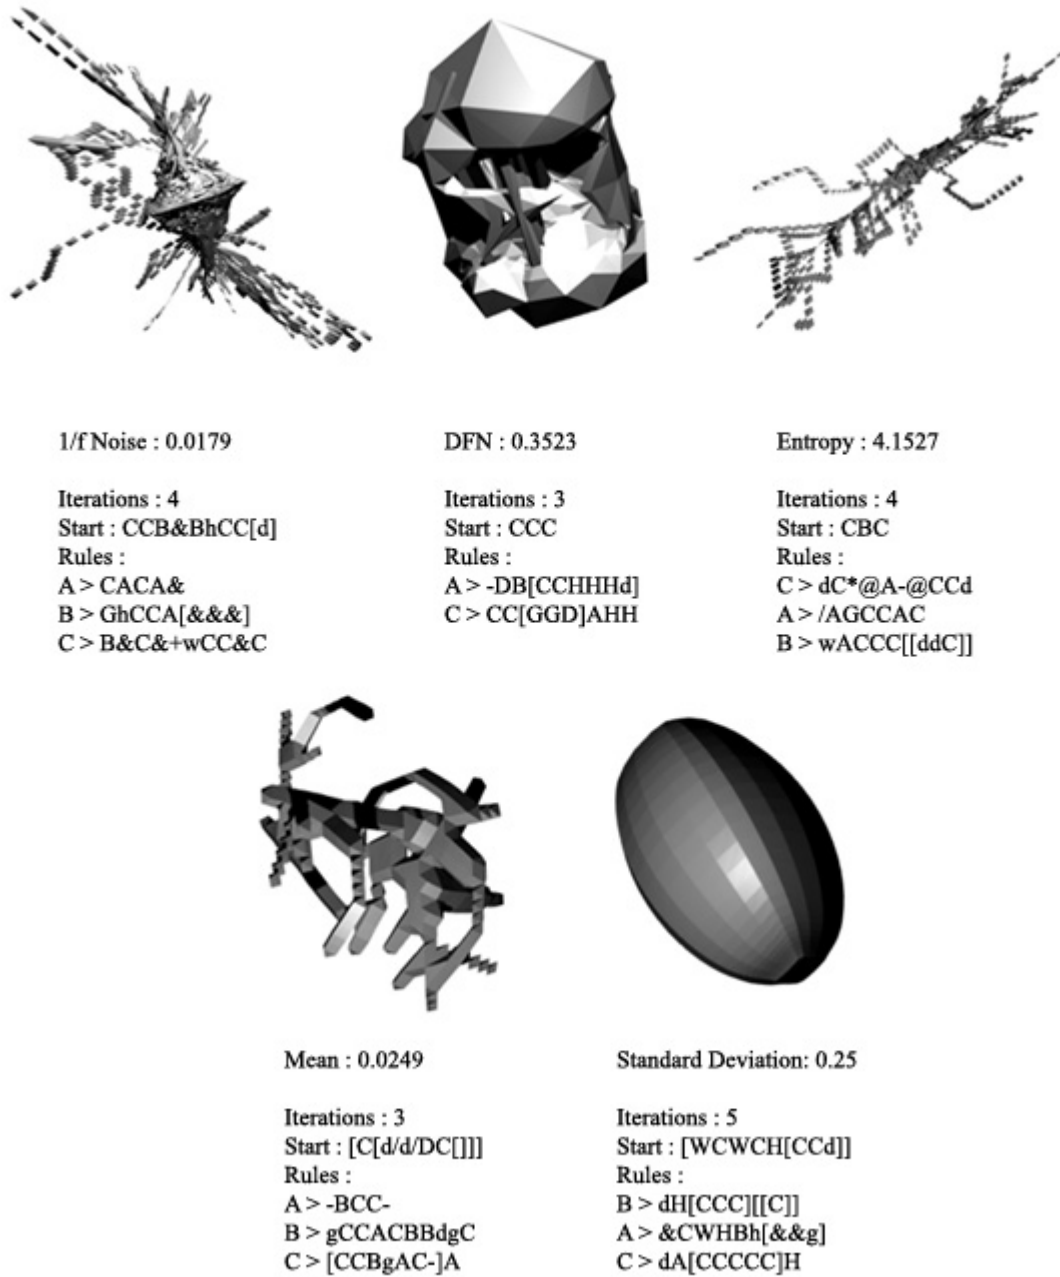 1/f Noise : 0.0179
Iterations : 4
Start : CCB&BhCC[d]
Rules :
A > CACA&
B > GhCCA[&&&]
C > B&C&+wCC&C
DFN : 0.3523
Iterations : 3
Start : CCC
Rules :
A > -DB[CCHHHd]
C > CC[GGD]AHH
Entropy : 4.1527
Iterations : 4
Start : CBC
Rules :
C > dC*@A-@CCd
A > /AGCCAC
B > wACCC[[ddC]]
Mean : 0.0249
Iterations : 3
Start : [C[d/d/DC[]]]
Rules :
A > -BCC-
B > gCCACBBdgC
C > [CCBgAC-]A
Standard Deviation: 0.25
Iterations : 5
Start : [WCWCH[CCd]]
Rules :
B > dH[CCC][[C]]
A > &CWHBh[&&g]
C > dA[CCCCC]H